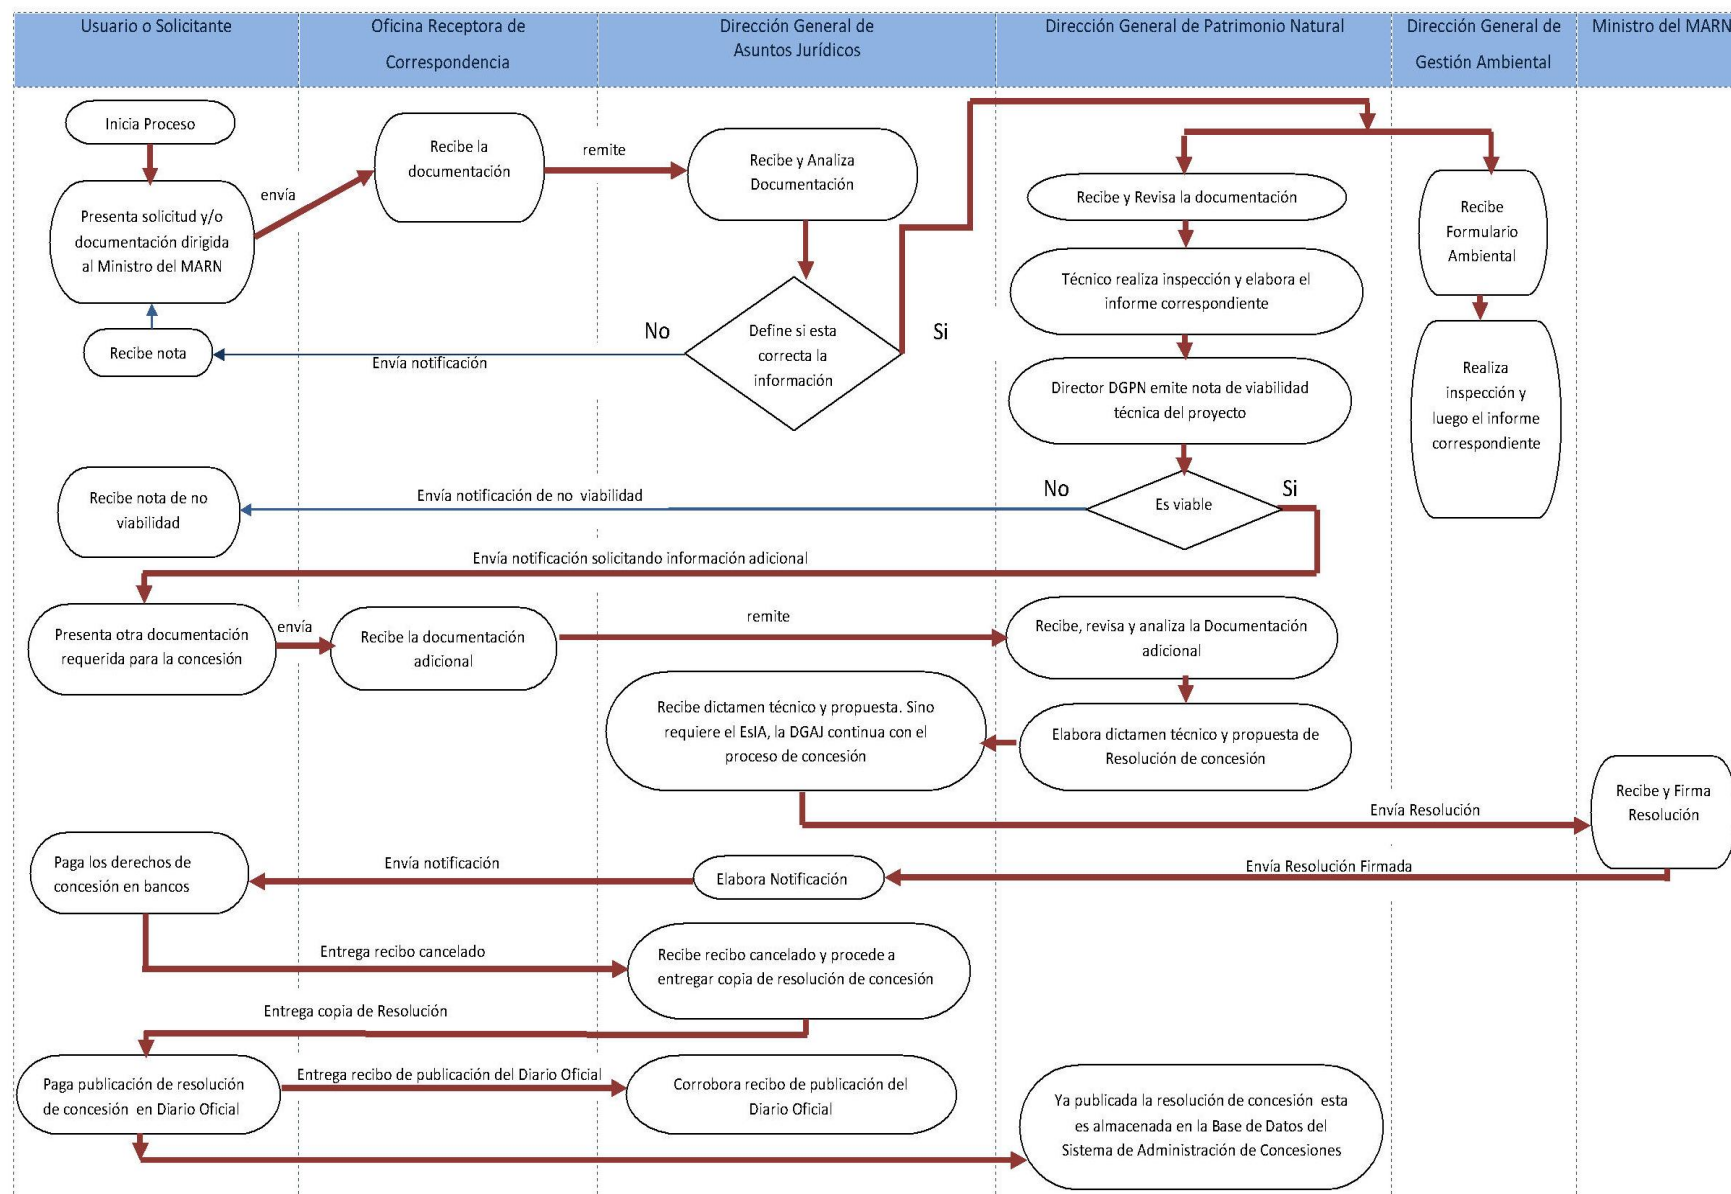 Usuario o Solicitante
Oficina Receptora de
Correspondencia
Dirección General de
Asuntos Jurídicos
Dirección General de Patrimonio Natural
Dirección General de
Gestión Ambiental
Ministro del MARN
Inicia Proceso
Presenta solicitud y/o
documentación dirigida
al Ministro del MARN
envía
Recibe la
documentación
remite
Recibe y Analiza
Documentación
Recibe y Revisa la documentación
Recibe
Formulario
Ambiental
Técnico realiza inspección y elabora el
informe correspondiente
Recibe nota
Envía notificación
No
Define si esta
correcta la
información
Si
Director DGPN emite nota de viabilidad
técnica del proyecto
Realiza
inspección y
luego el informe
correspondiente
Recibe nota de no
viabilidad
Envía notificación de no viabilidad
No
Es viable
Si
Envía notificación solicitando información adicional
Presenta otra documentación
requerida para la concesión
envía
Recibe la documentación
adicional
remite
Recibe, revisa y analiza la Documentación
adicional
Recibe dictamen técnico y propuesta. Sino
requiere el EsIA, la DGAJ continua con el
proceso de concesión
Elabora dictamen técnico y propuesta de
Resolución de concesión
Envía Resolución
Recibe y Firma
Resolución
Paga los derechos de
concesión en bancos
Envía notificación
Elabora Notificación
Envía Resolución Firmada
Entrega recibo cancelado
Recibe recibo cancelado y procede a
entregar copia de resolución de concesión
Entrega copia de Resolución
Paga publicación de resolución
de concesión en Diario Oficial
Entrega recibo de publicación del Diario Oficial
Corrobora recibo de publicación del
Diario Oficial
Ya publicada la resolución de concesión esta
es almacenada en la Base de Datos del
Sistema de Administración de Concesiones